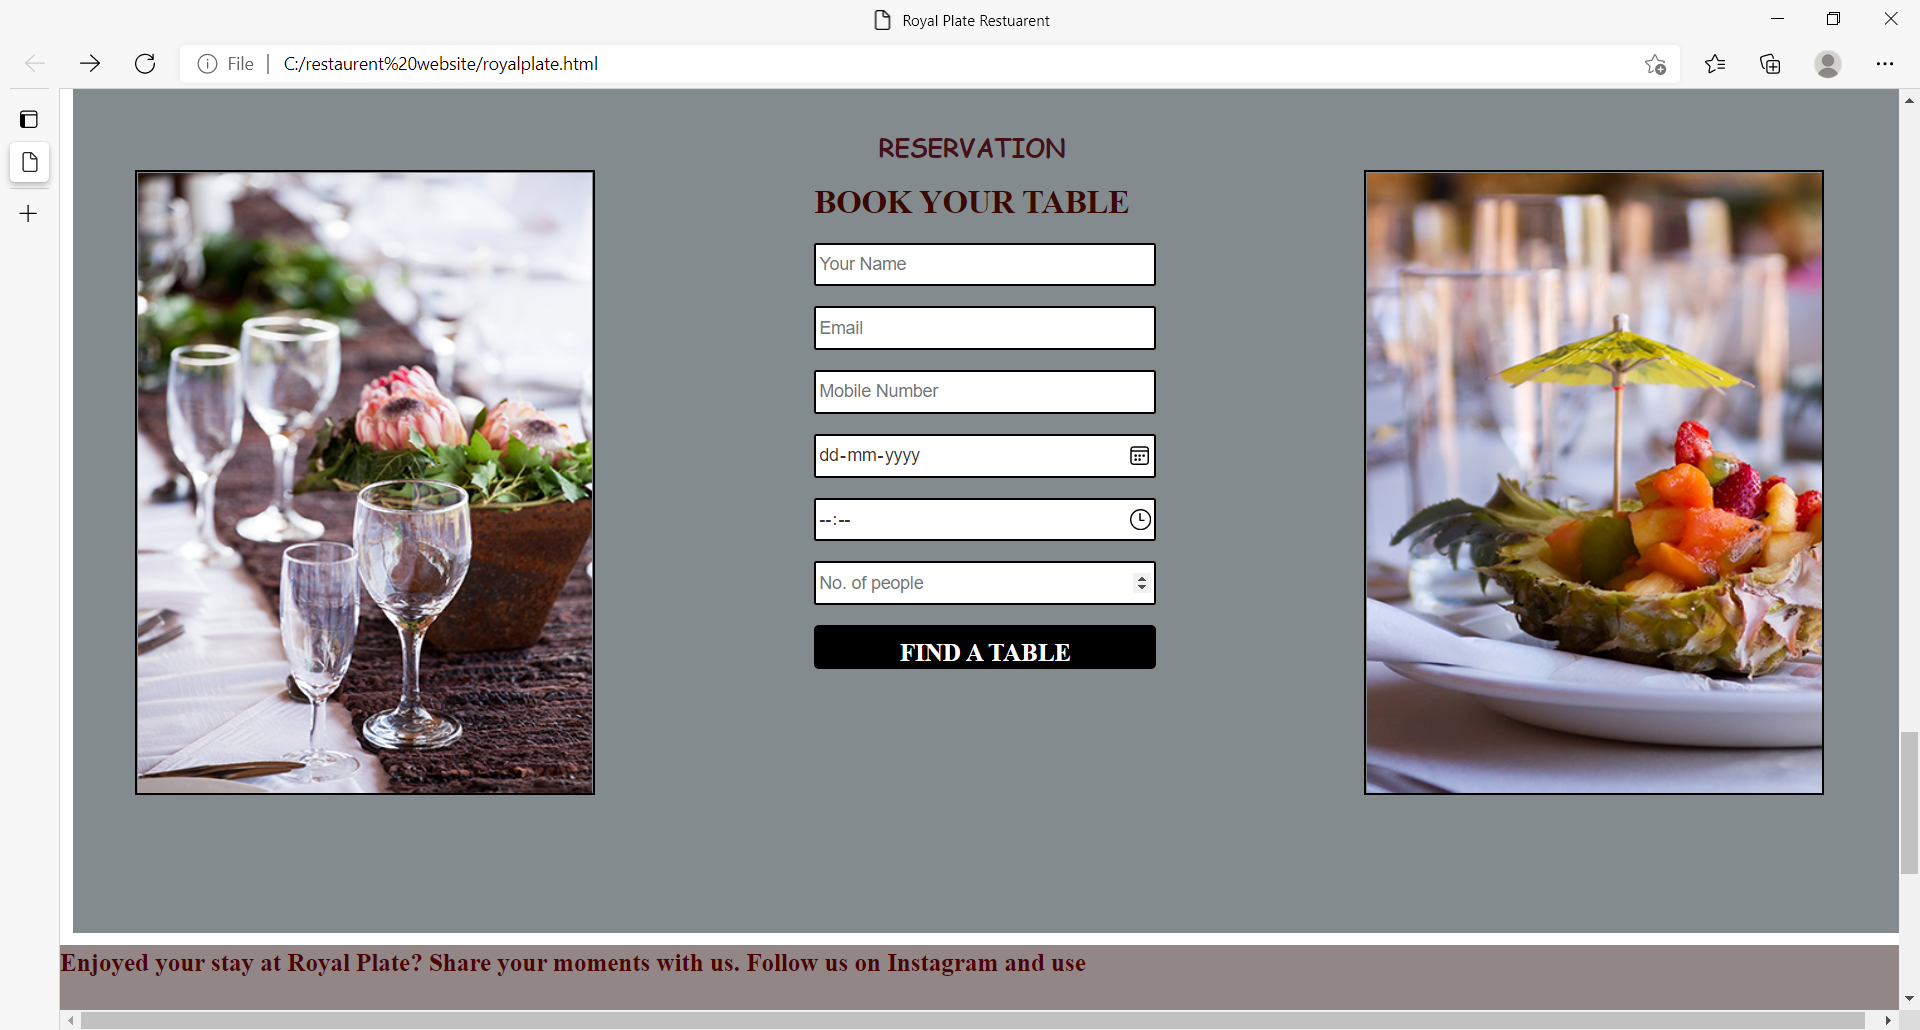 Royal Plate Restuarent
File
C:/restaurent%20website/royalplate.html
RESERVATION
BOOK YOUR TABLE
Your Name
Email
Mobile Number
dd-mm-yyyy
--:--
No. of people
FIND A TABLE
Enjoyed your stay at Royal Plate? Share your moments with us. Follow us on Instagram and use